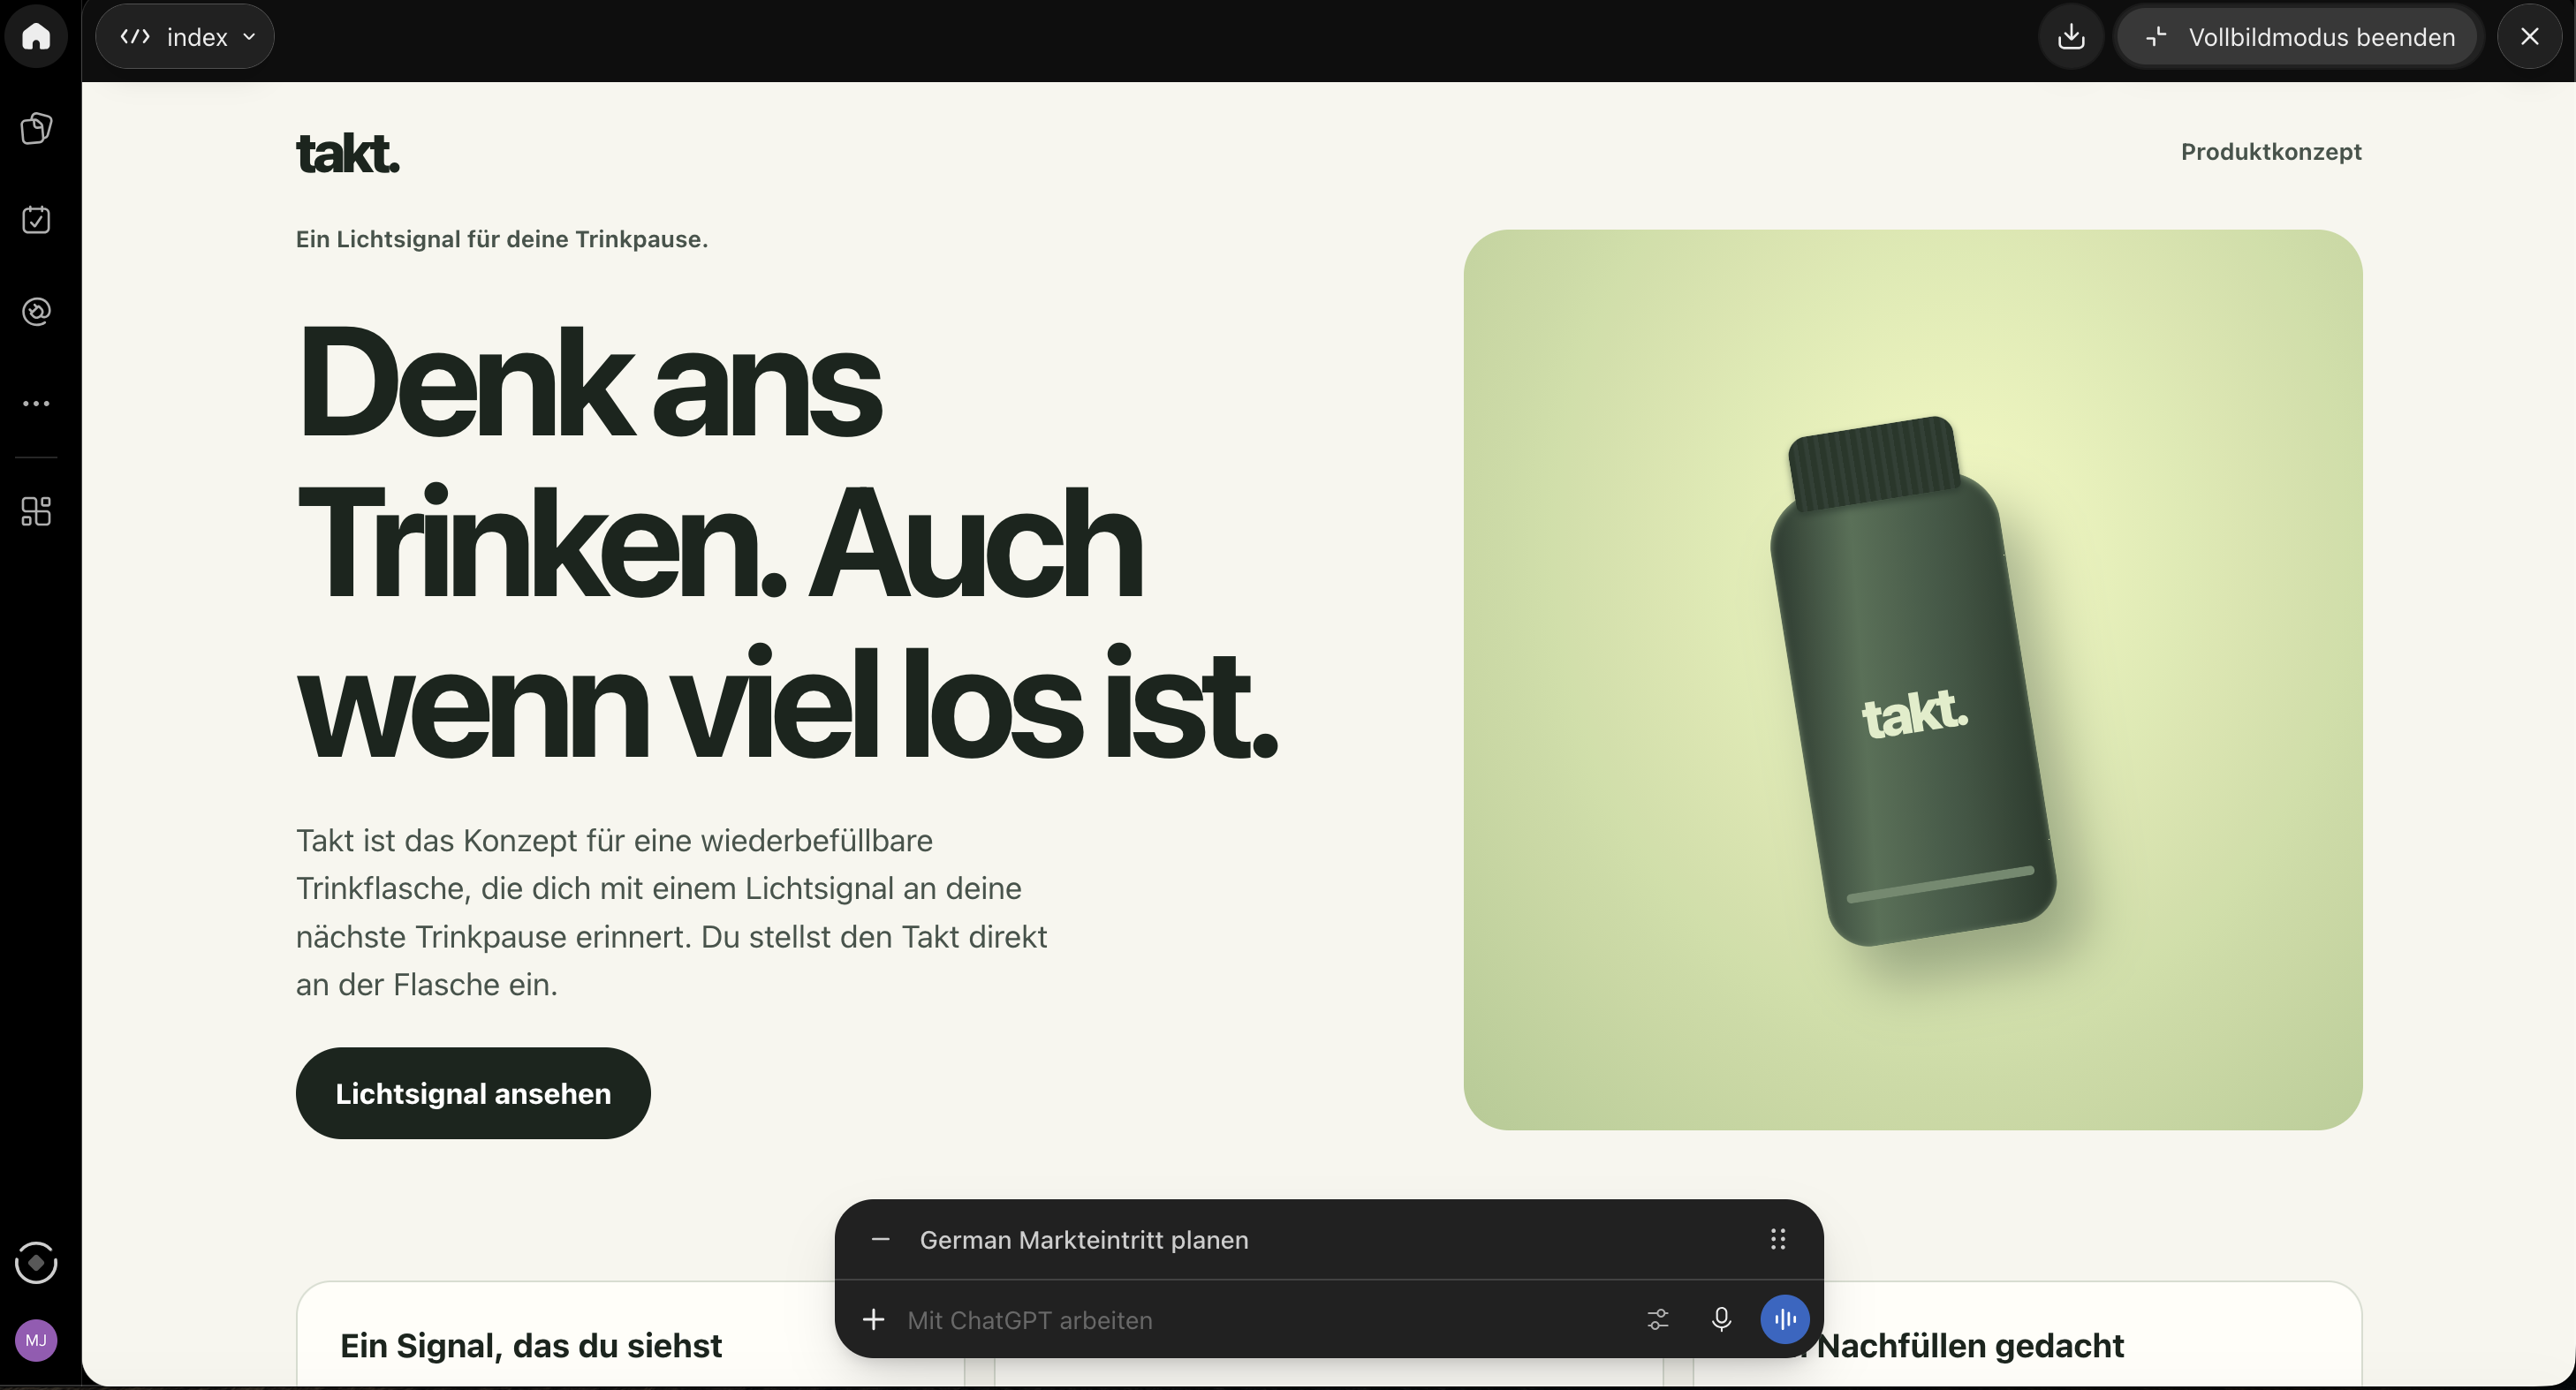 index
Vollbildmodus beenden
takt.
Produktkonzept
Ein Lichtsignal für deine Trinkpause.
Denk ans
Trinken. Auch
wenn viel los ist.
takt.
Takt ist das Konzept für eine wiederbefüllbare
Trinkflasche, die dich mit einem Lichtsignal an deine
nächste Trinkpause erinnert. Du stellst den Takt direkt
an der Flasche ein.
Lichtsignal ansehen
German Markteintritt planen
Mit ChatGPT arbeiten
Ein Signal, das du siehst
Nachfüllen gedacht
MJ